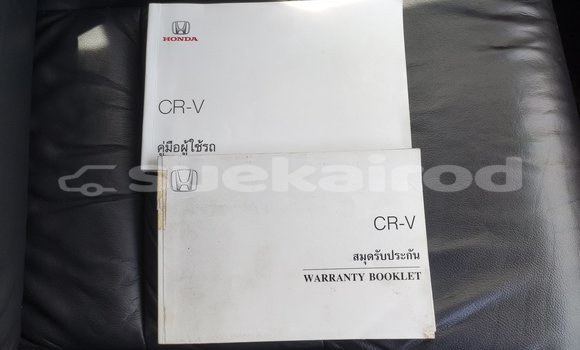 HONDA
CR-V
คู่มือผู้ใช้รถ
suekairod
CR-V
สมุดรับประกัน
WARRANTY BOOKLET